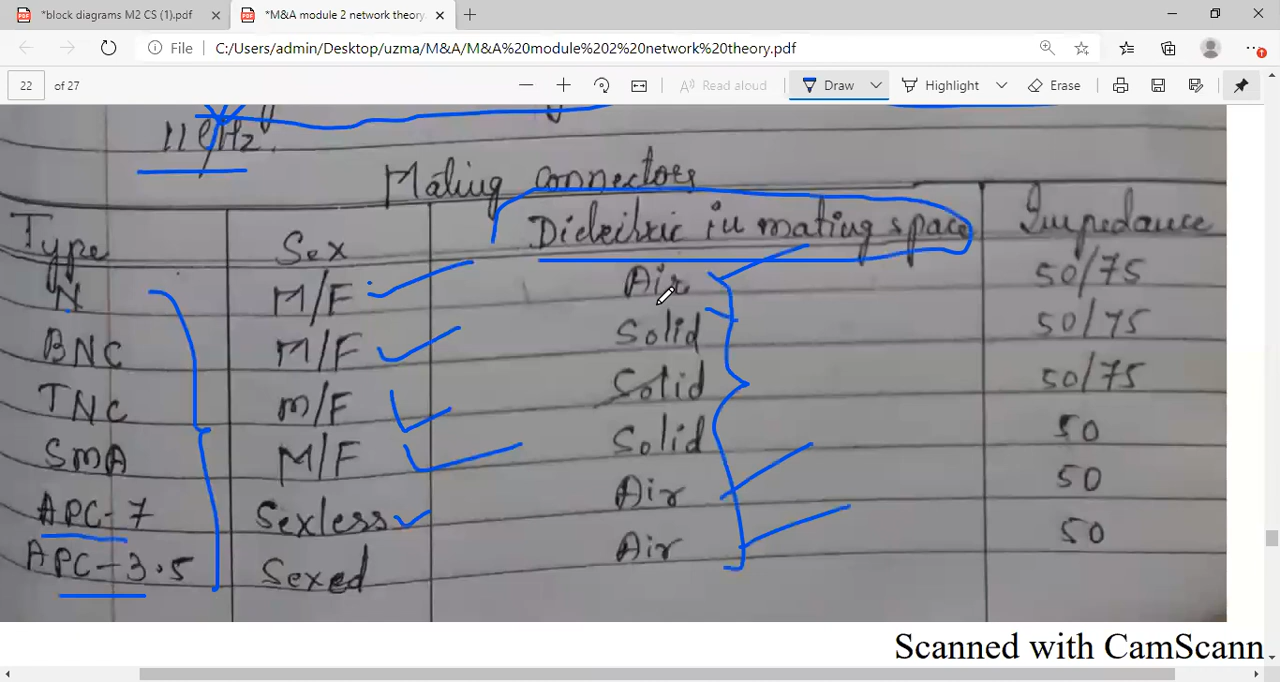 *block diagrams M2 CS (1).pdf
*M&A module 2 network theory.
File
C:/Users/admin/Desktop/uzma/M&A/M&A%20module%202%20network%20theory.pdf
22 of 27
Read aloud
Draw
Highlight
Erase
Mating connectors
Type Sex Dielectric in mating space Impedance
N M/F Air 50/75
BNC M/F Solid 50/75
TNC M/F Solid 50/75
SMA M/F Solid 50
APC-7 Sexless Air 50
APC-3.5 Sexed Air 50
Scanned with CamScann